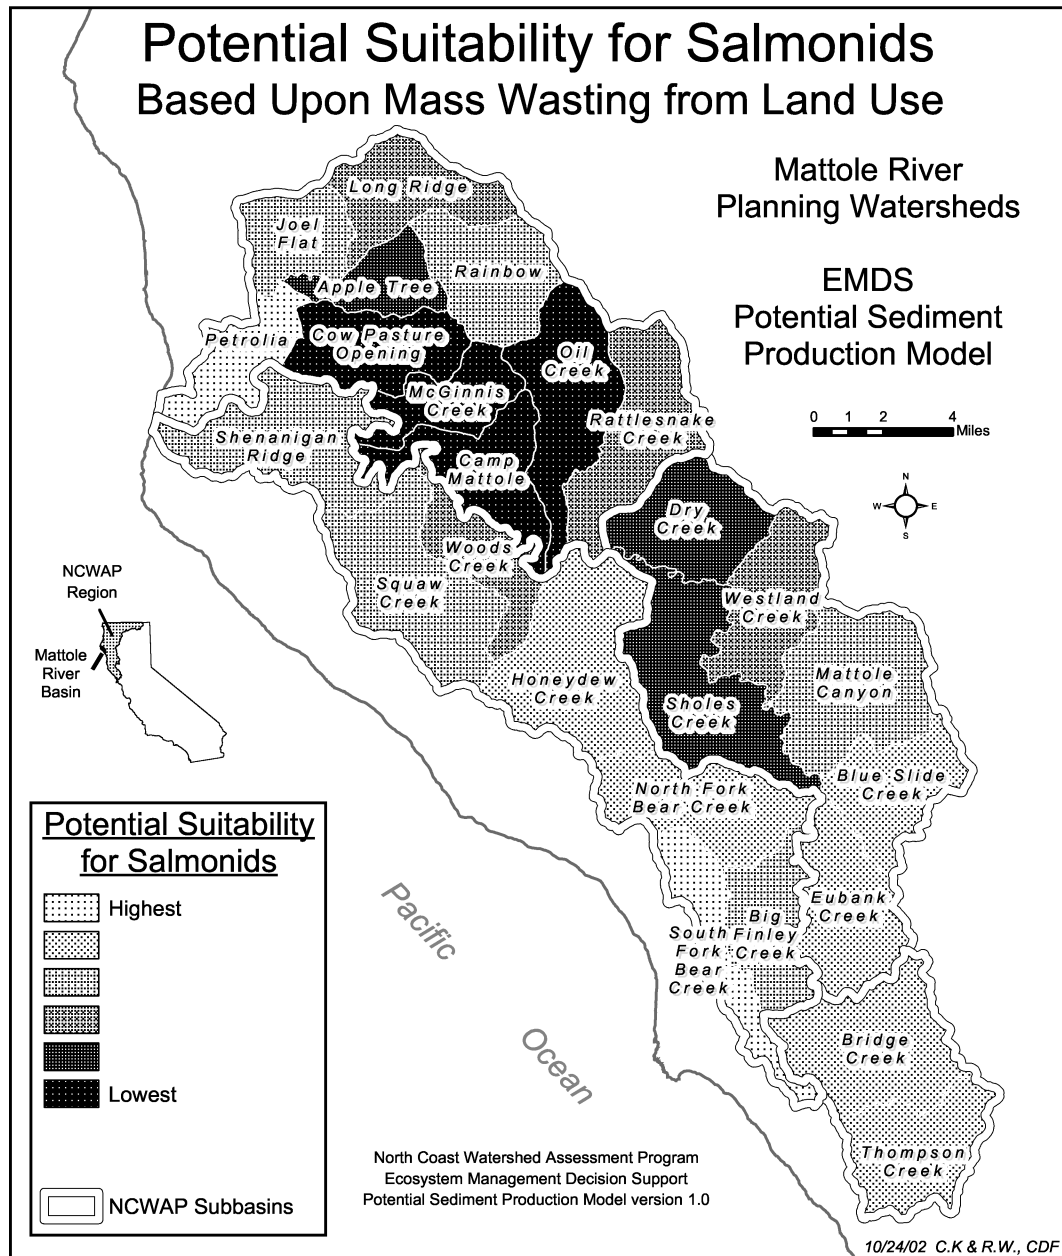 Potential Suitability for Salmonids
Based Upon Mass Wasting from Land Use
Mattole River
Planning Watersheds
EMDS
Potential Sediment
Production Model
0 1 2 4
Miles
N
W E
S
Long Ridge
Joel
Flat
Rainbow
Apple Tree
Petrolia
Cow Pasture
Opening
Oil
Creek
McGinnis
Creek
Rattlesnake
Creek
Shenanigan
Ridge
Camp
Mattole
Dry
Creek
Woods
Creek
Squaw
Creek
Westland
Creek
Honeydew
Creek
Mattole
Canyon
Sholes
Creek
North Fork
Bear Creek
Blue Slide
Creek
Eubank
Creek
Big
Finley
Creek
South
Fork
Bear
Creek
Bridge
Creek
Thompson
Creek
NCWAP
Region
Mattole
River
Basin
Pacific
Ocean
Potential Suitability
for Salmonids
Highest
Lowest
NCWAP Subbasins
North Coast Watershed Assessment Program
Ecosystem Management Decision Support
Potential Sediment Production Model version 1.0
10/24/02 C.K & R.W., CDF